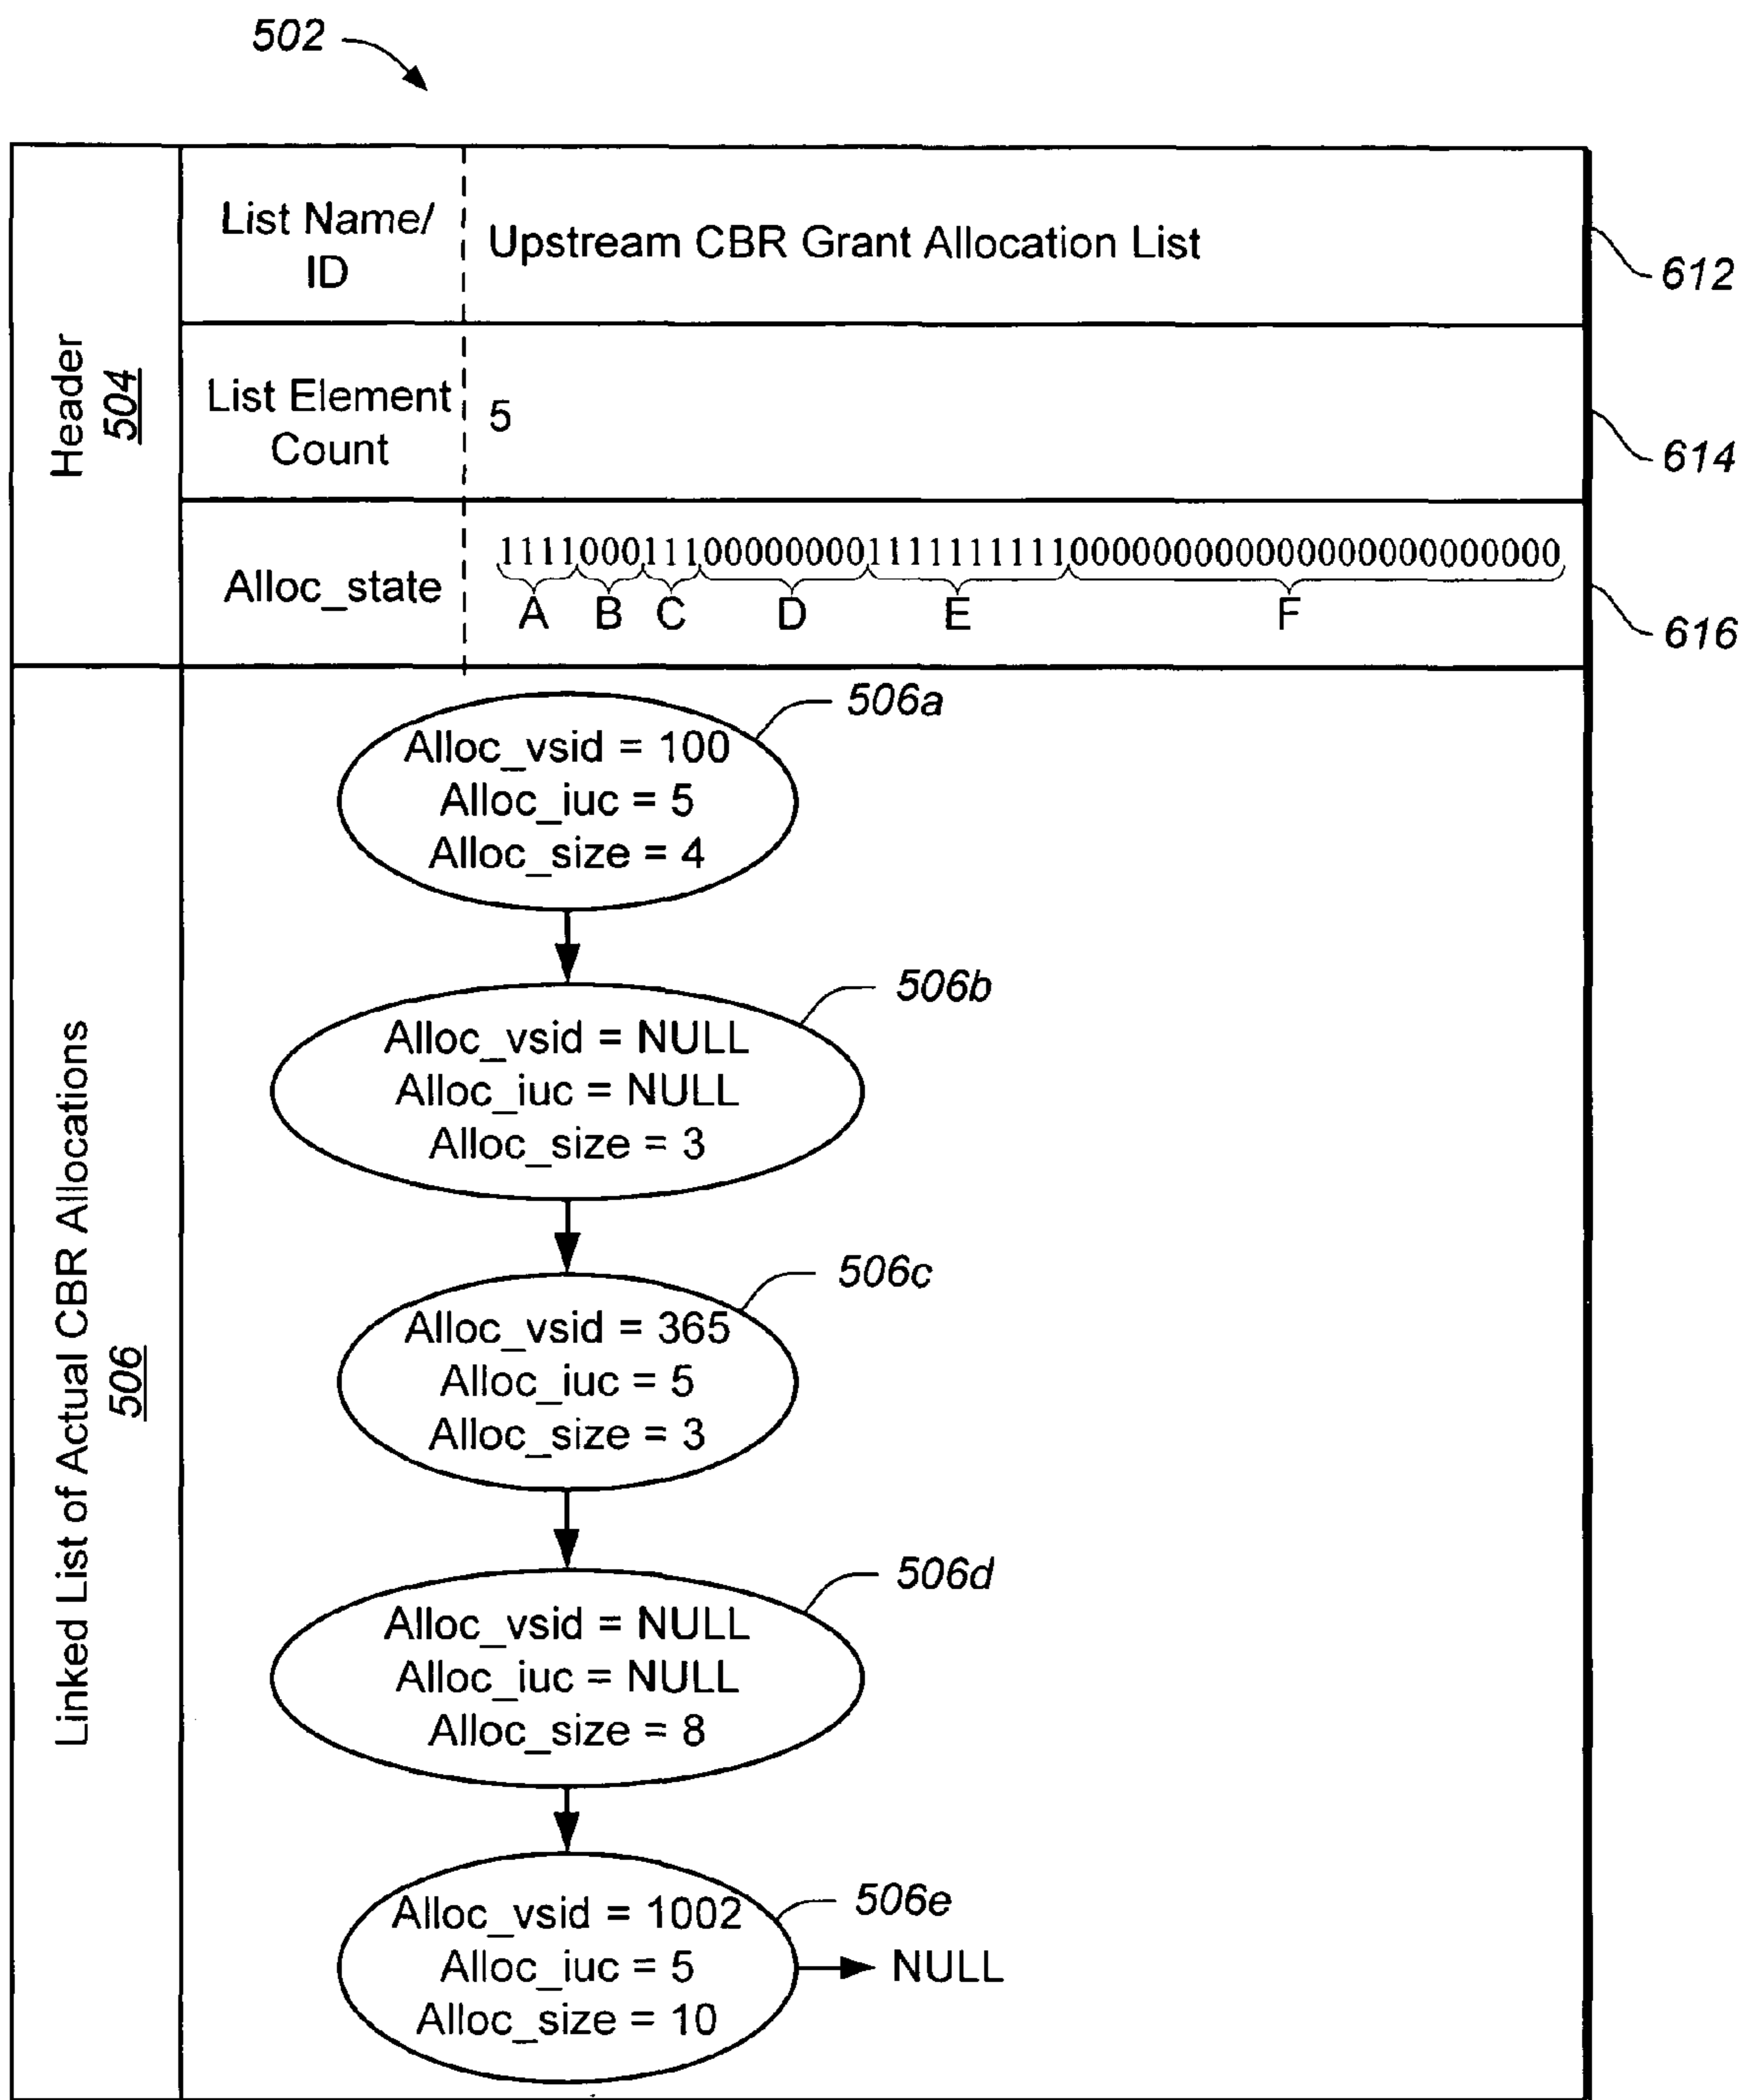 502
Header
504
List Name/
ID
Upstream CBR Grant Allocation List
612
List Element
Count
5
614
Alloc_state
1111000111000000001111111111000000000000000000000000
A B C D E F
616
Linked List of Actual CBR Allocations
506
506a
Alloc_vsid = 100
Alloc_iuc = 5
Alloc_size = 4
506b
Alloc_vsid = NULL
Alloc_iuc = NULL
Alloc_size = 3
506c
Alloc_vsid = 365
Alloc_iuc = 5
Alloc_size = 3
506d
Alloc_vsid = NULL
Alloc_iuc = NULL
Alloc_size = 8
506e
Alloc_vsid = 1002
Alloc_iuc = 5
Alloc_size = 10
NULL